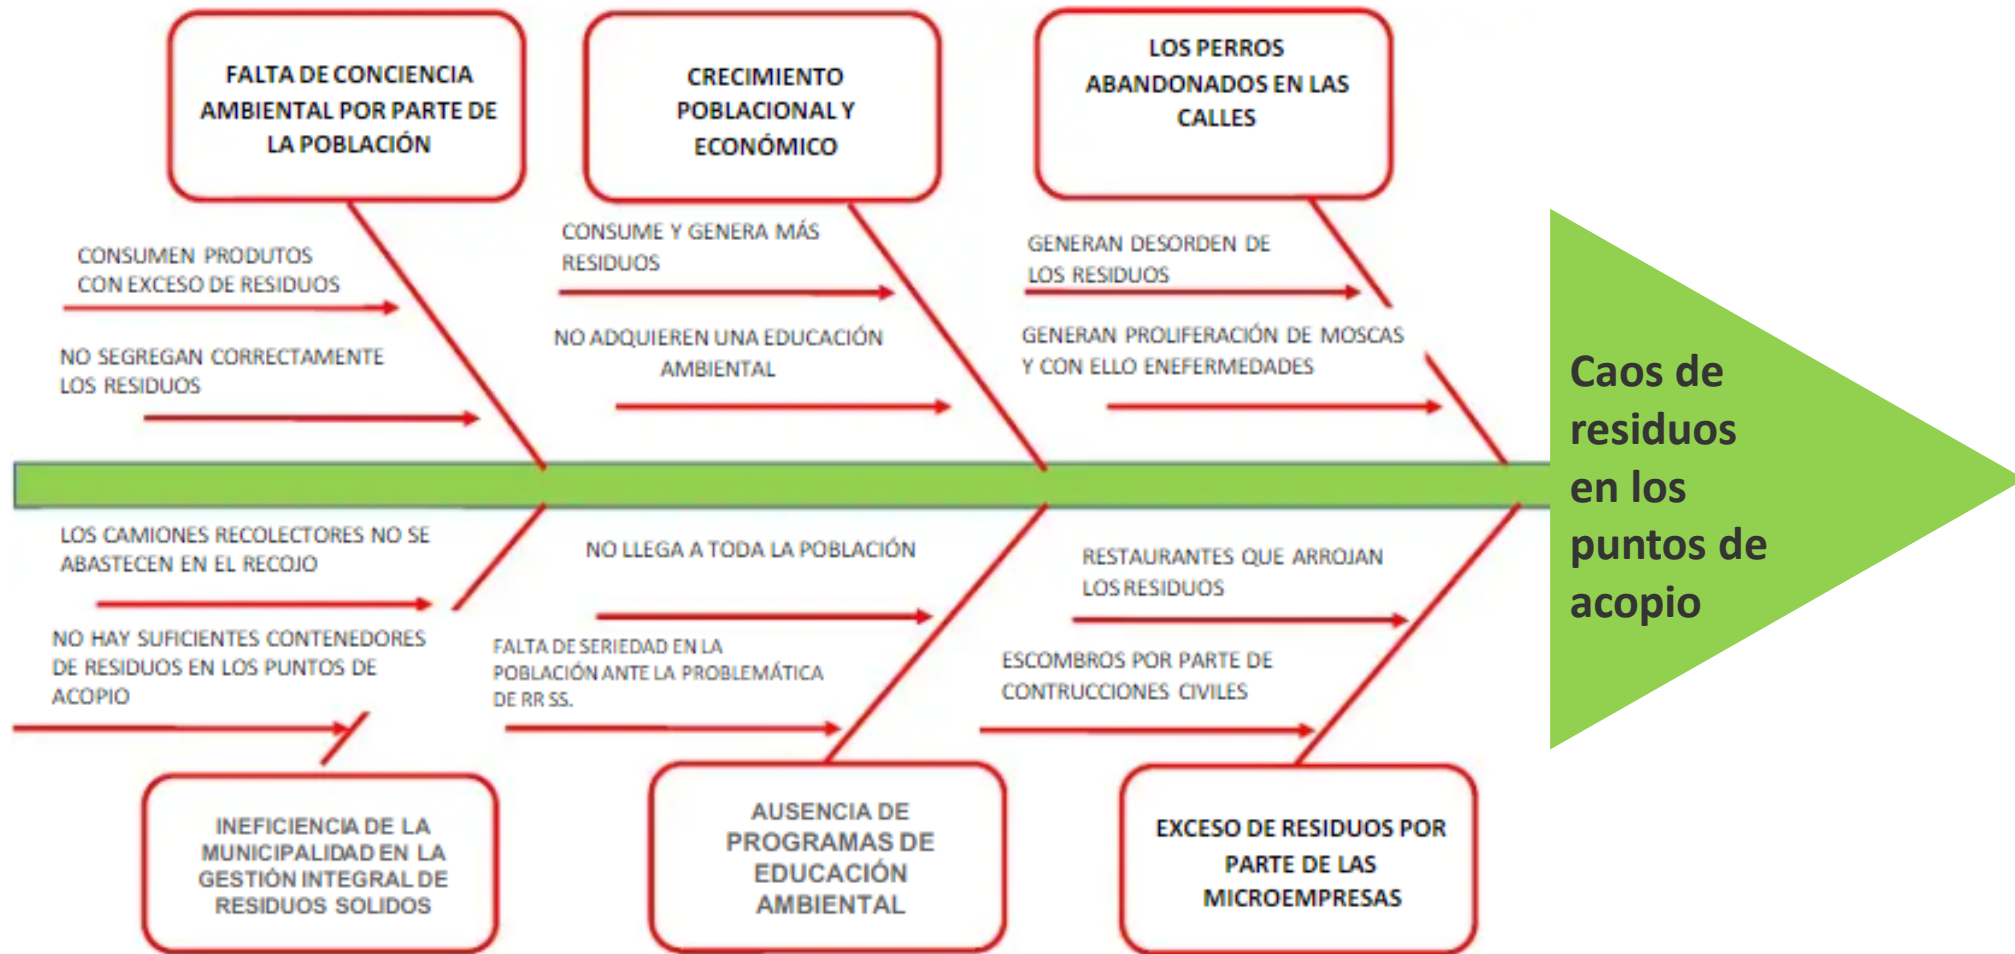 FALTA DE CONCIENCIA
AMBIENTAL POR PARTE DE
LA POBLACIÓN
CRECIMIENTO
POBLACIONAL Y
ECONÓMICO
LOS PERROS
ABANDONADOS EN LAS
CALLES
CONSUMEN PRODUTOS
CON EXCESO DE RESIDUOS
NO SEGREGAN CORRECTAMENTE
LOS RESIDUOS
CONSUME Y GENERA MÁS
RESIDUOS
NO ADQUIEREN UNA EDUCACIÓN
AMBIENTAL
GENERAN DESORDEN DE
LOS RESIDUOS
GENERAN PROLIFERACIÓN DE MOSCAS
Y CON ELLO ENEFERMEDADES
Caos de
residuos
en los
puntos de
acopio
LOS CAMIONES RECOLECTORES NO SE
ABASTECEN EN EL RECOJO
NO HAY SUFICIENTES CONTENEDORES
DE RESIDUOS EN LOS PUNTOS DE
ACOPIO
NO LLEGA A TODA LA POBLACIÓN
FALTA DE SERIEDAD EN LA
POBLACIÓN ANTE LA PROBLEMÁTICA
DE RR SS.
RESTAURANTES QUE ARROJAN
LOS RESIDUOS
ESCOMBROS POR PARTE DE
CONTRUCCIONES CIVILES
INEFICIENCIA DE LA
MUNICIPALIDAD EN LA
GESTIÓN INTEGRAL DE
RESIDUOS SOLIDOS
AUSENCIA DE
PROGRAMAS DE
EDUCACIÓN
AMBIENTAL
EXCESO DE RESIDUOS POR
PARTE DE LAS
MICROEMPRESAS